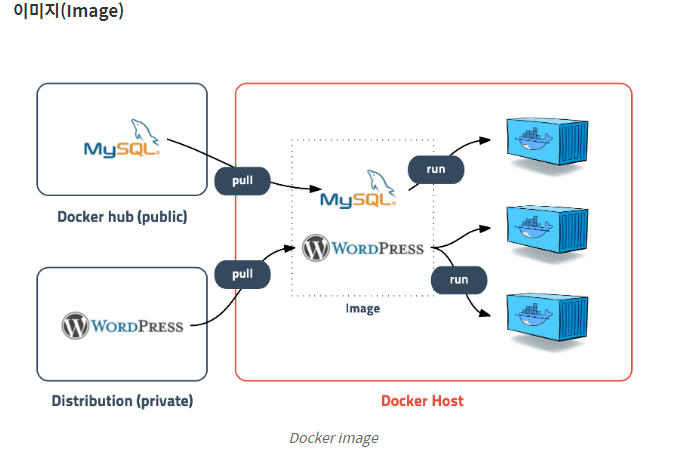 이미지(Image)
MySQL
Docker hub (public)
pull
MySQL
run
WORDPRESS
Distribution (private)
pull
WORDPRESS
Image
run
Docker Host
Docker image